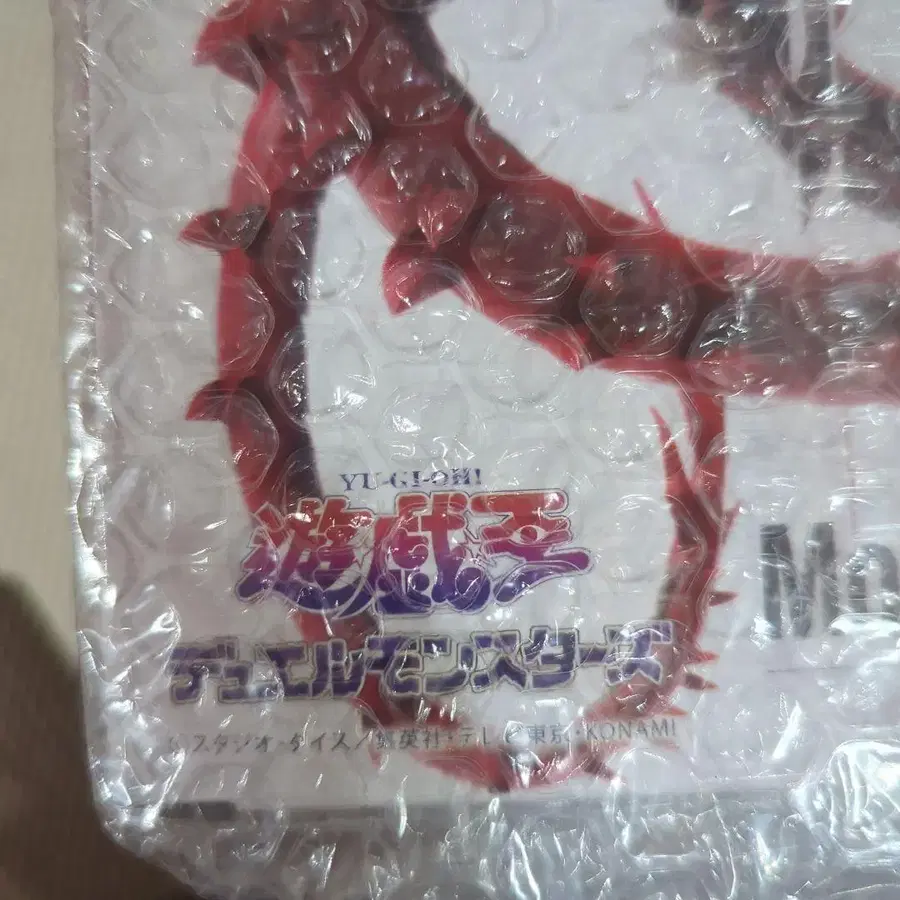 YU-GI-OH!
遊戯王
デュエルモンスターズ
スタジオ・ダイス/集英社・テレビ東京・KONAMI